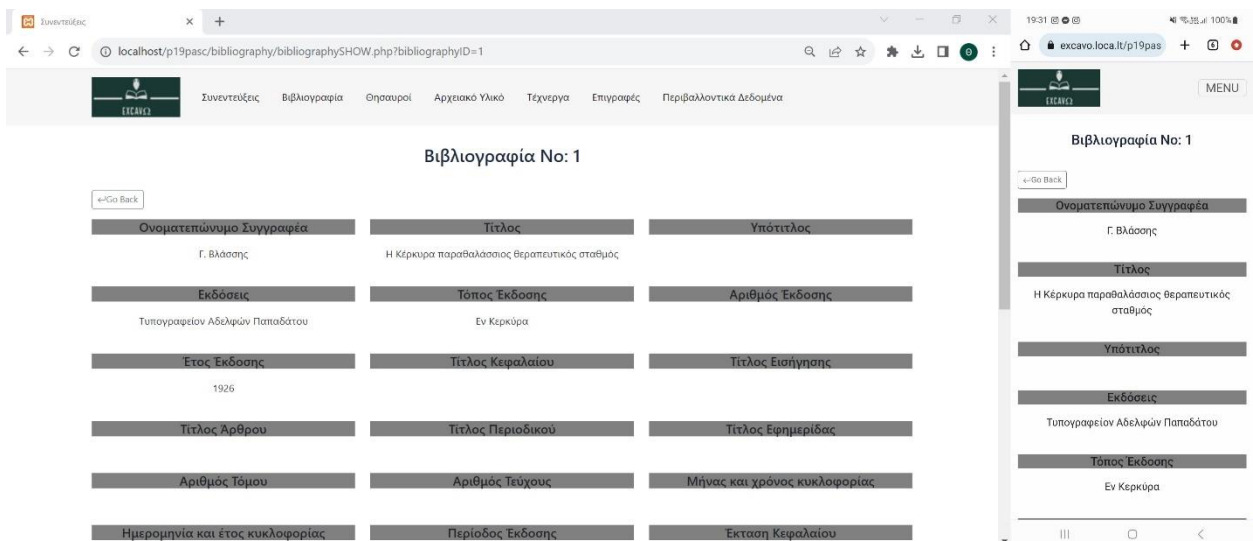 Συνεντεύξεις
localhost/p19pasc/bibliography/bibliographySHOW.php?bibliographyID=1
θ
ΕΧCAVΩ
Συνεντεύξεις Βιβλιογραφία Θησαυροί Αρχειακό Υλικό Τέχνεργα Επιγραφές Περιβαλλοντικά Δεδομένα
Βιβλιογραφία Νο: 1
Go Back
Ονοματεπώνυμο Συγγραφέα Τίτλος Υπότιτλος
Γ. Βλάσσης Η Κέρκυρα παραθαλάσσιος θεραπευτικός σταθμός
Εκδόσεις Τόπος Έκδοσης Αριθμός Έκδοσης
Τυπογραφείον Αδελφών Παπαδάτου Εν Κερκύρα
Έτος Έκδοσης Τίτλος Κεφαλαίου Τίτλος Εισήγησης
1926
Τίτλος Άρθρου Τίτλος Περιοδικού Τίτλος Εφημερίδας
Αριθμός Τόμου Αριθμός Τεύχους Μήνας και χρόνος κυκλοφορίας
Ημερομηνία και έτος κυκλοφορίας Περίοδος Έκδοσης Έκταση Κεφαλαίου
19:31 100%
excavo.loca.lt/p19pas 6
ΕΧCAVΩ
MENU
Βιβλιογραφία Νο: 1
Go Back
Ονοματεπώνυμο Συγγραφέα
Γ. Βλάσσης
Τίτλος
Η Κέρκυρα παραθαλάσσιος θεραπευτικός
σταθμός
Υπότιτλος
Εκδόσεις
Τυπογραφείον Αδελφών Παπαδάτου
Τόπος Έκδοσης
Εν Κερκύρα